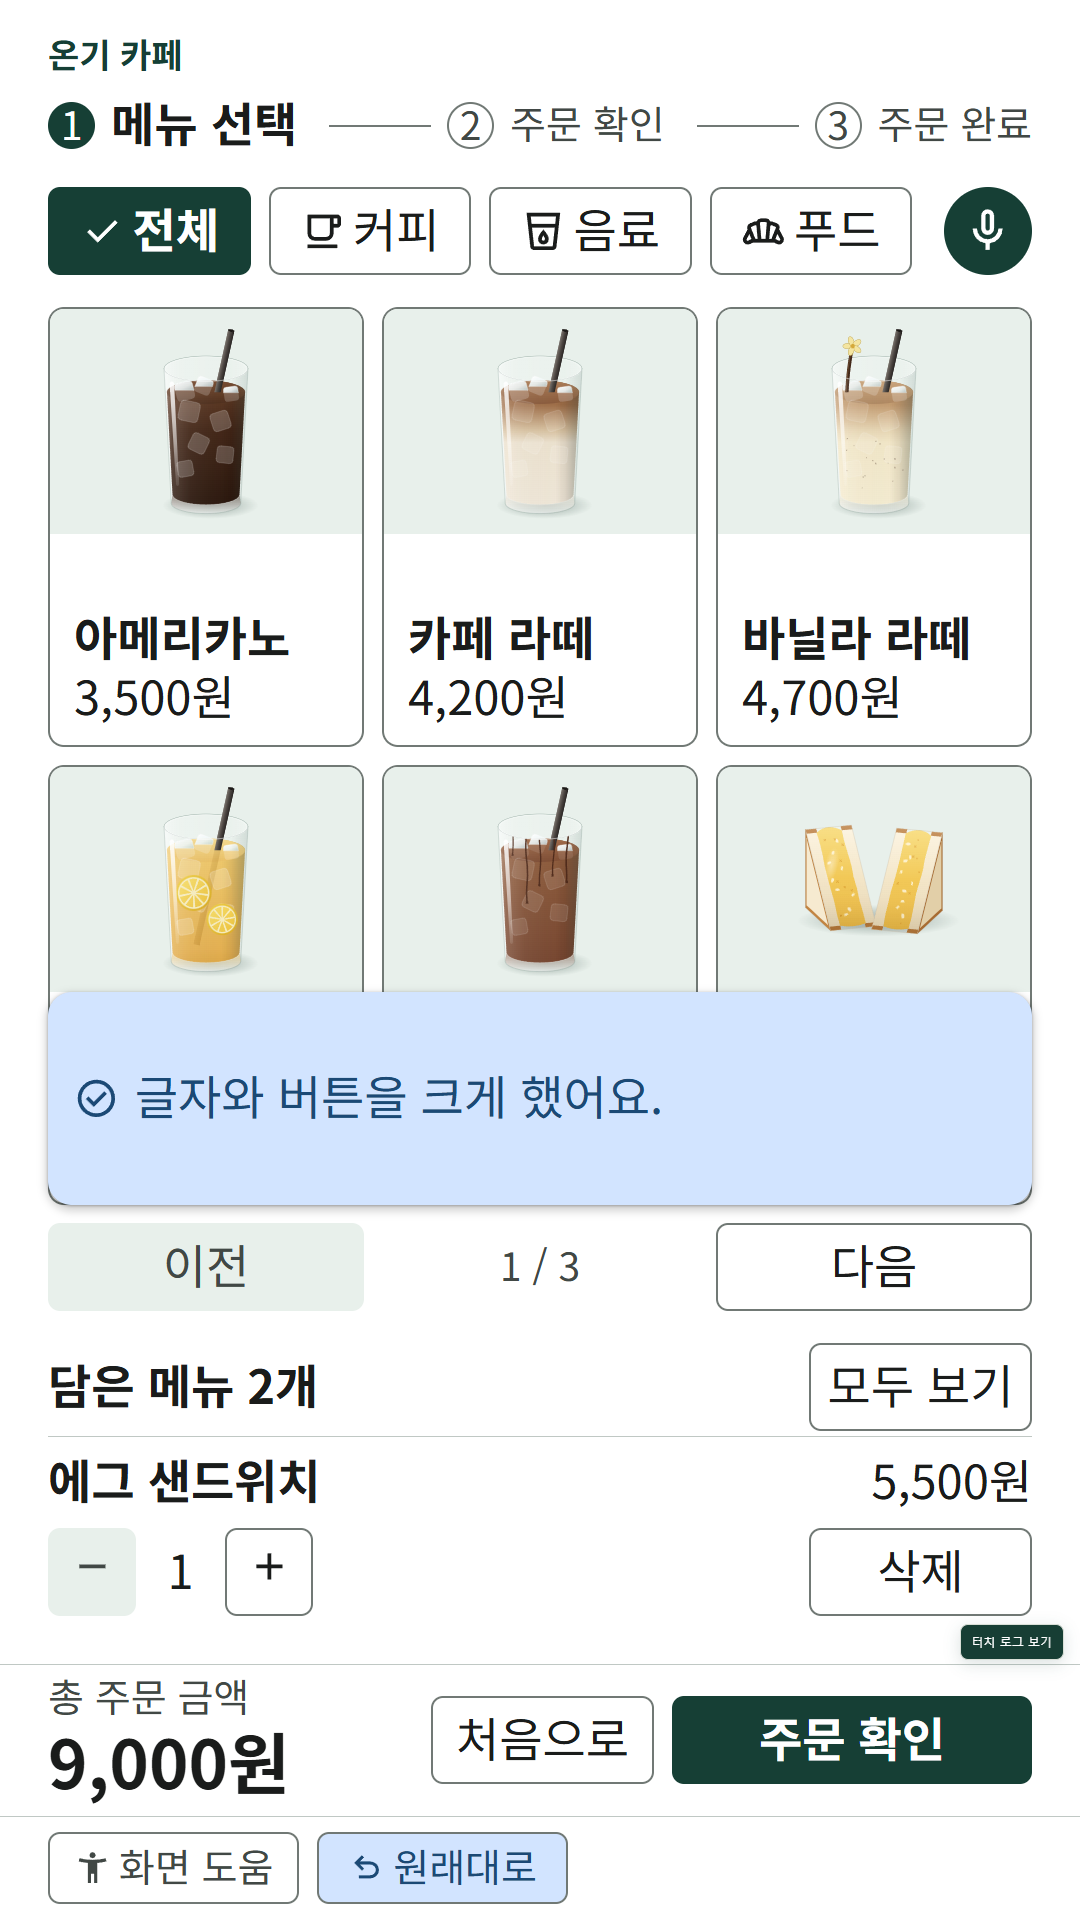 온기 카페
1 메뉴 선택 2 주문 확인 3 주문 완료
전체 커피 음료 푸드
아메리카노 카페 라떼 바닐라 라떼
3,500원 4,200원 4,700원
글자와 버튼을 크게 했어요.
이전 1 / 3 다음
담은 메뉴 2개 모두 보기
에그 샌드위치 5,500원
− 1 + 삭제
터치 로그 보기
총 주문 금액
9,000원 처음으로 주문 확인
화면 도움 원래대로